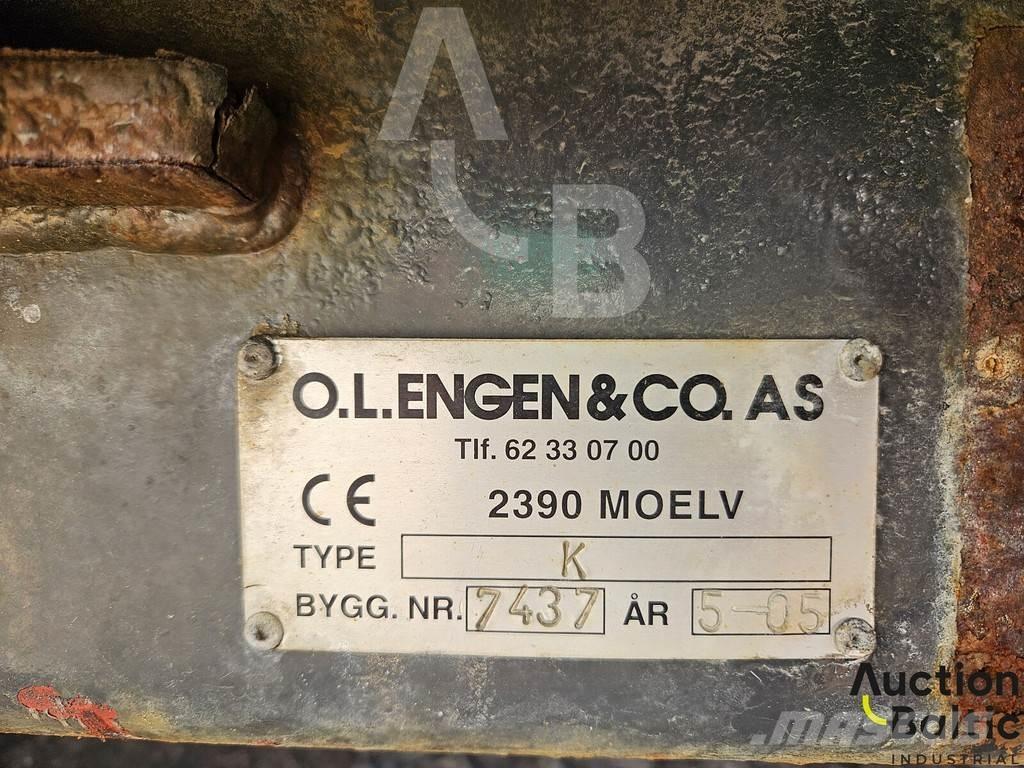 A
B
O.L.ENGEN&CO. AS
Tlf. 62 33 07 00
CE 2390 MOELV
TYPE K
BYGG. NR. 7437 ÅR 5-05
Auction
Baltic
INDUSTRIAL
MASCUS